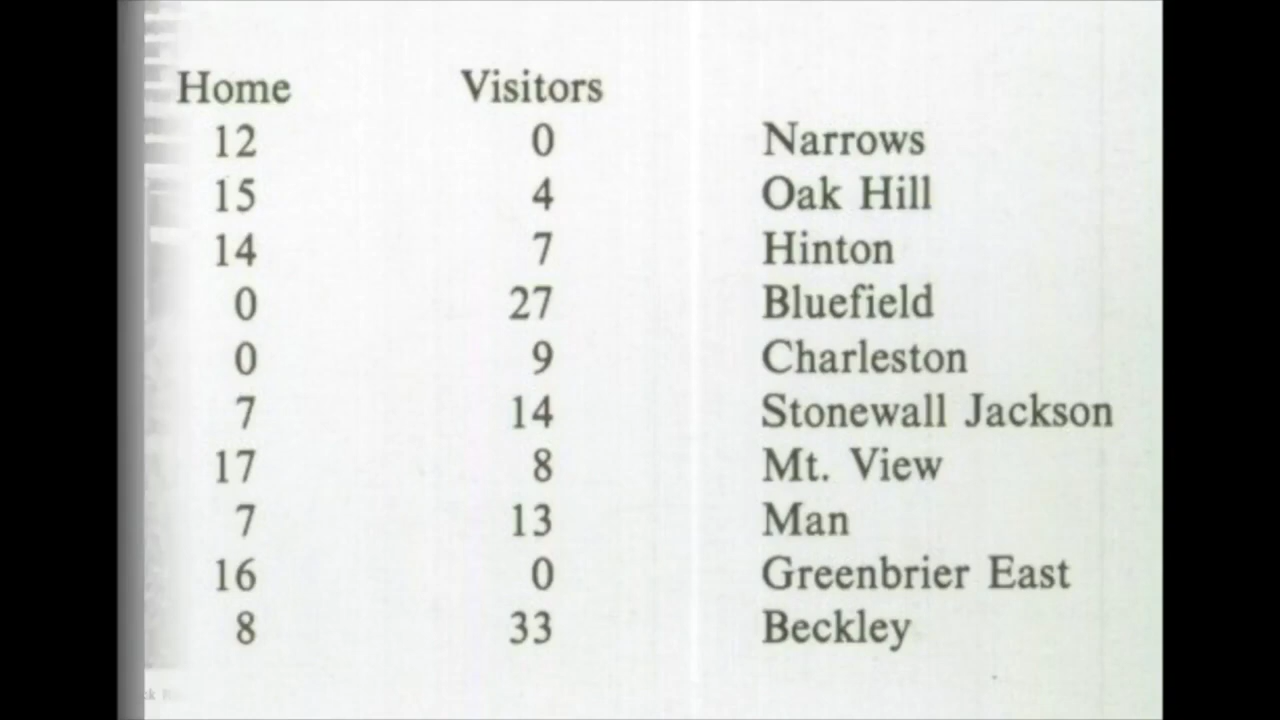 Home Visitors
12 0 Narrows
15 4 Oak Hill
14 7 Hinton
0 27 Bluefield
0 9 Charleston
7 14 Stonewall Jackson
17 8 Mt. View
7 13 Man
16 0 Greenbrier East
8 33 Beckley